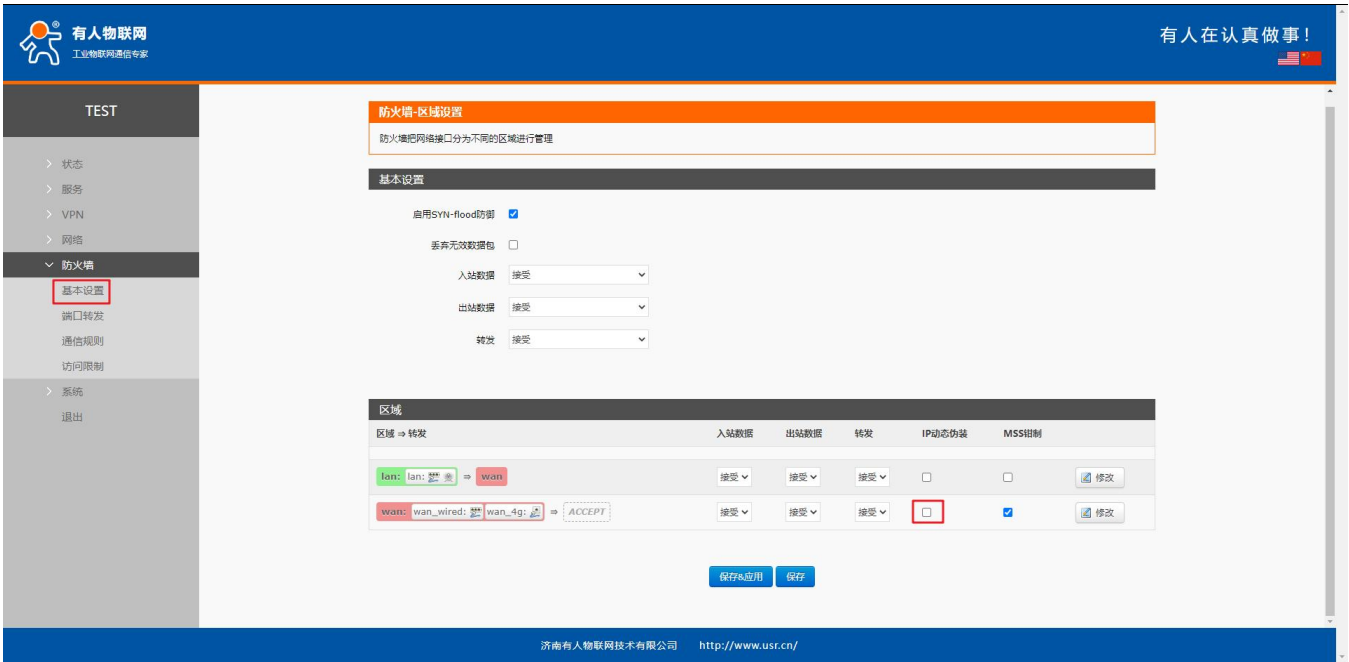 有人物联网
工业物联网通信专家
有人在认真做事！
TEST
状态
服务
VPN
网络
防火墙
基本设置
端口转发
通信规则
访问限制
系统
退出
防火墙-区域设置
防火墙把网络接口分为不同的区域进行管理
基本设置
启用SYN-flood防御
丢弃无效数据包
入站数据 接受
出站数据 接受
转发 接受
区域
区域 ⇒ 转发 入站数据 出站数据 转发 IP动态伪装 MSS钳制
lan: lan: ⇒ wan 接受 接受 接受 修改
wan: wan_wired: wan_4g: ⇒ ACCEPT 接受 接受 接受 修改
保存&应用 保存
济南有人物联网技术有限公司 http://www.usr.cn/